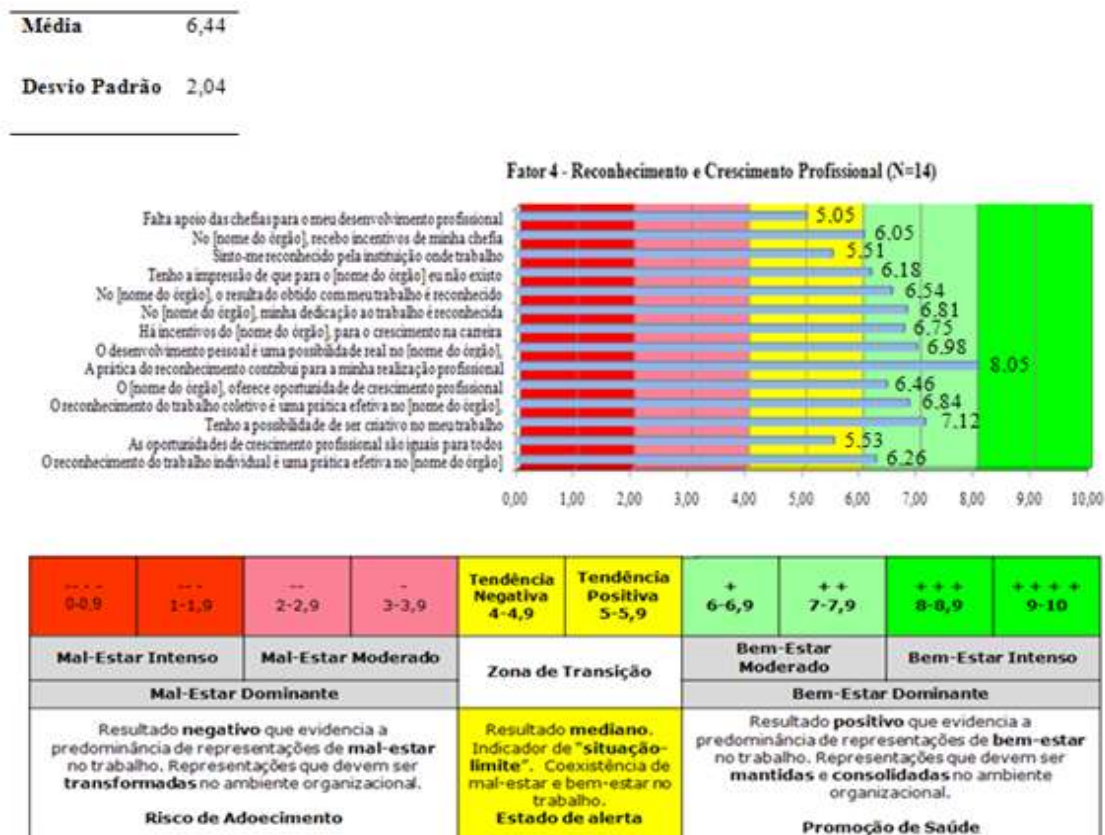 Média 6,44
Desvio Padrão 2,04
Fator 4 - Reconhecimento e Crescimento Profissional (N=14)
Falta apoio das chefias para o meu desenvolvimento profissional 5.05
No [nome do órgão], recebo incentivos de minha chefia 6.05
Sinto-me reconhecido pela instituição onde trabalho 5.51
Tenho a impressão de que para o [nome do órgão] eu não existo 6.18
No [nome do órgão], o resultado obtido com meu trabalho é reconhecido 6.54
No [nome do órgão], minha dedicação ao trabalho é reconhecida 6.81
Há incentivos do [nome do órgão], para o crescimento na carreira 6.75
O desenvolvimento pessoal é uma possibilidade real no [nome do órgão], 6.98
A prática do reconhecimento contribui para a minha realização profissional 8.05
O [nome do órgão], oferece oportunidade de crescimento profissional 6.46
O reconhecimento do trabalho coletivo é uma prática efetiva no [nome do órgão], 6.84
Tenho a possibilidade de ser criativo no meu trabalho 7.12
As oportunidades de crescimento profissional são iguais para todos 5.53
O reconhecimento do trabalho individual é uma prática efetiva no [nome do órgão] 6.26
0,00 1,00 2,00 3,00 4,00 5,00 6,00 7,00 8,00 9,00 10,00
-- - - -- - -- - Tendência Negativa Tendência Positiva + + + + + + + + + +
0-0,9 1-1,9 2-2,9 3-3,9 4-4,9 5-5,9 6-6,9 7-7,9 8-8,9 9-10
Mal-Estar Intenso Mal-Estar Moderado Zona de Transição Bem-Estar Moderado Bem-Estar Intenso
Mal-Estar Dominante Bem-Estar Dominante
Resultado negativo que evidencia a
predominância de representações de mal-estar
no trabalho. Representações que devem ser
transformadas no ambiente organizacional.
Risco de Adoecimento
Resultado mediano.
Indicador de "situação-
limite". Coexistência de
mal-estar e bem-estar no
trabalho.
Estado de alerta
Resultado positivo que evidencia a
predominância de representações de bem-estar
no trabalho. Representações que devem ser
mantidas e consolidadas no ambiente
organizacional.
Promoção de Saúde